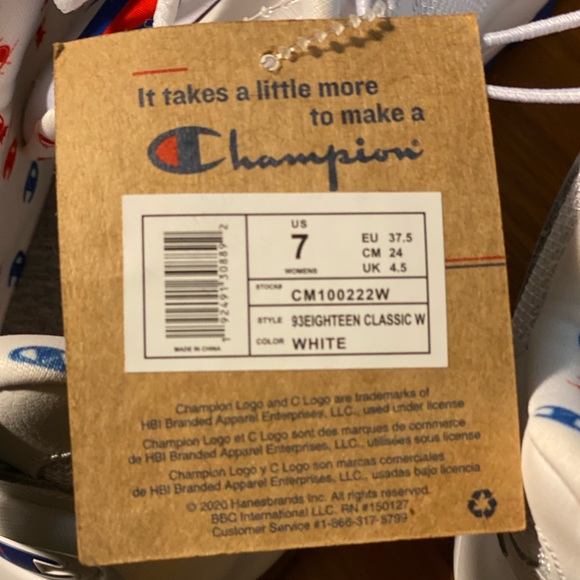 It takes a little more
to make a
Champion
US
7
WOMENS
EU 37.5
CM 24
UK 4.5
STOCK# CM100222W
STYLE 93EIGHTEEN CLASSIC W
COLOR WHITE
1 92491 30889 2
MADE IN CHINA
Champion Logo and C Logo are trademarks of
HBI Branded Apparel Enterprises, LLC., used under license
Champion Logo et C Logo sont des marques de commerce
de HBI Branded Apparel Enterprises, LLC., utilisées sous license
Champion Logo y C Logo son marcas comerciales
de HBI Branded Apparel Enterprises, LLC., usadas bajo licencia
© 2020 Hanesbrands Inc. All rights reserved.
BBC International LLC. RN #150127
Customer Service #1-866-317-5799